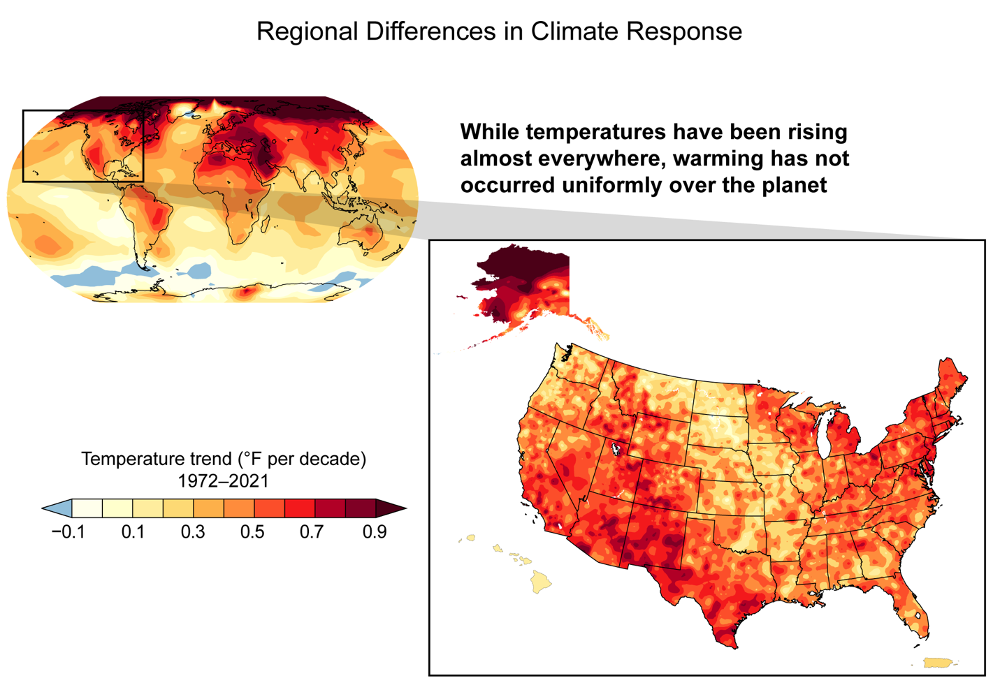 Regional Differences in Climate Response
While temperatures have been rising
almost everywhere, warming has not
occurred uniformly over the planet
Temperature trend (°F per decade)
1972–2021
−0.1 0.1 0.3 0.5 0.7 0.9